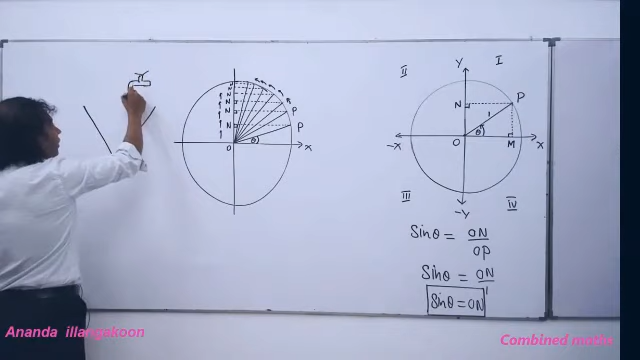 Y
I
II
N
P
1
θ
-X
O
M
X
III
IV
-Y
N
N
N
N
P
P
P
O
θ
X
Sinθ = ON
OP
Sinθ = ON
1
Sinθ = ON
Ananda illangakoon
Combined maths